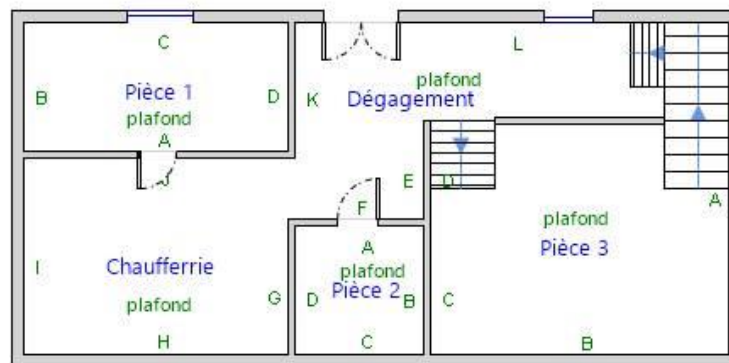 C
L
plafond
B
Pièce 1
D
K
Dégagement
plafond
A
J
E
D
F
A
plafond
A
Pièce 3
I
Chaufferrie
plafond
G
D
plafond
Pièce 2
B
C
H
C
B